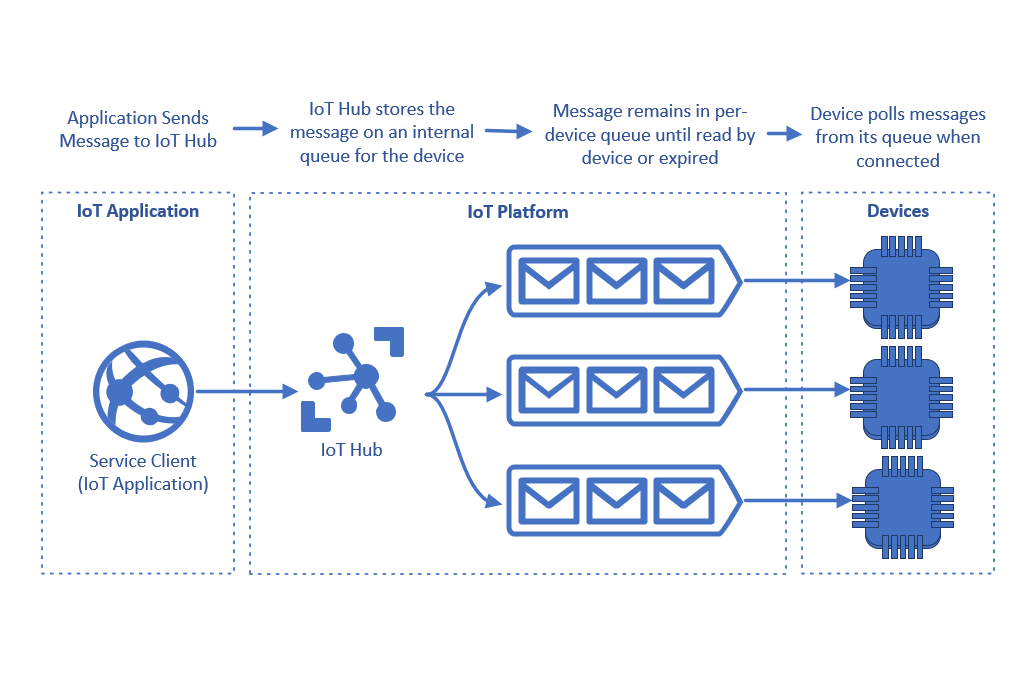 Application Sends
Message to IoT Hub
IoT Hub stores the
message on an internal
queue for the device
Message remains in per-
device queue until read by
device or expired
Device polls messages
from its queue when
connected
IoT Application
IoT Platform
Devices
Service Client
(IoT Application)
IoT Hub